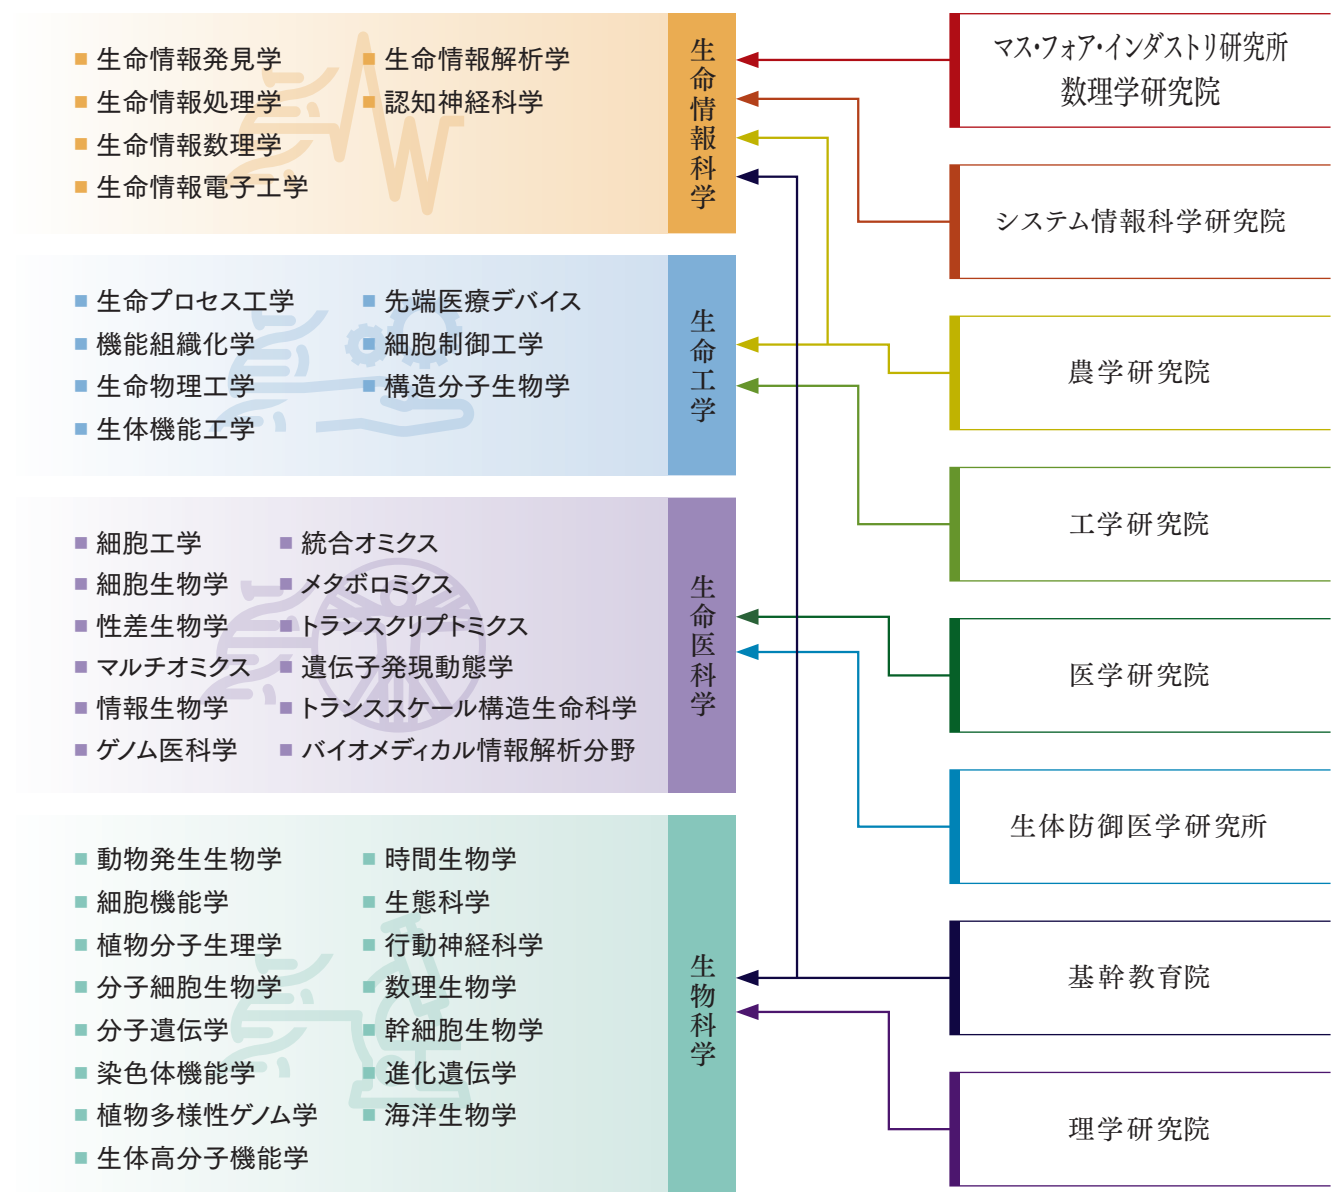 生命情報発見学
生命情報処理学
生命情報数理学
生命情報電子工学
生命情報解析学
認知神経科学
生命情報科学
生命プロセス工学
機能組織化学
生命物理工学
生体機能工学
先端医療デバイス
細胞制御工学
構造分子生物学
生命工学
細胞工学
細胞生物学
性差生物学
マルチオミクス
情報生物学
ゲノム医科学
統合オミクス
メタボロミクス
トランスクリプトミクス
遺伝子発現動態学
トランススケール構造生命科学
バイオメディカル情報解析分野
生命医科学
動物発生生物学
細胞機能学
植物分子生理学
分子細胞生物学
分子遺伝学
染色体機能学
植物多様性ゲノム学
生体高分子機能学
時間生物学
生態科学
行動神経科学
数理生物学
幹細胞生物学
進化遺伝学
海洋生物学
生物科学
マス・フォア・インダストリ研究所
数理学研究院
システム情報科学研究院
農学研究院
工学研究院
医学研究院
生体防御医学研究所
基幹教育院
理学研究院